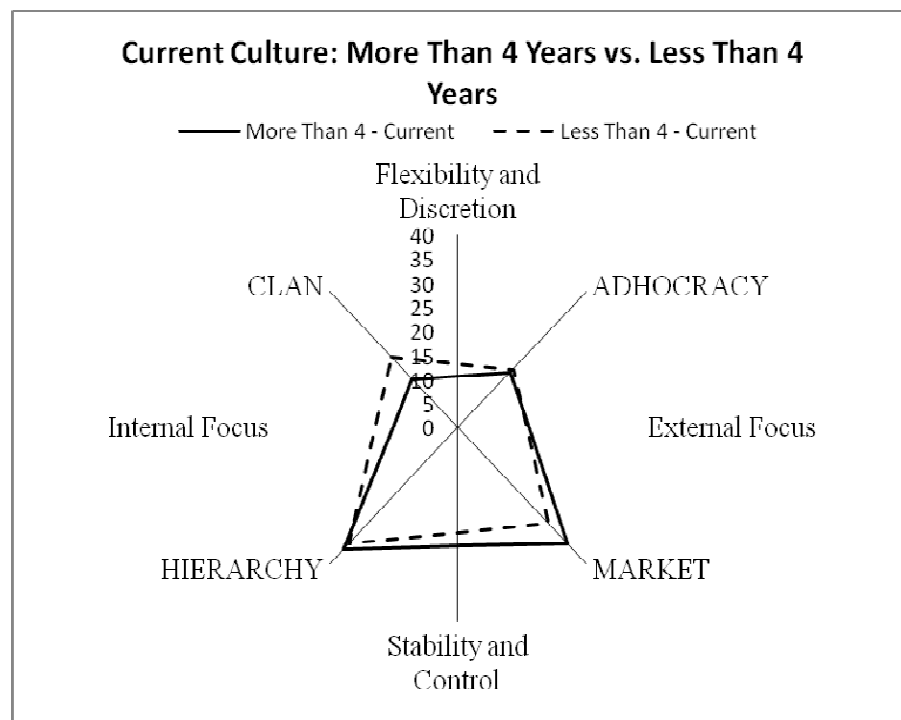 Current Culture: More Than 4 Years vs. Less Than 4
Years
More Than 4 - Current
Less Than 4 - Current
Flexibility and
Discretion
40
35
30
25
20
15
10
5
0
CLAN
ADHOCRACY
Internal Focus
External Focus
HIERARCHY
MARKET
Stability and
Control